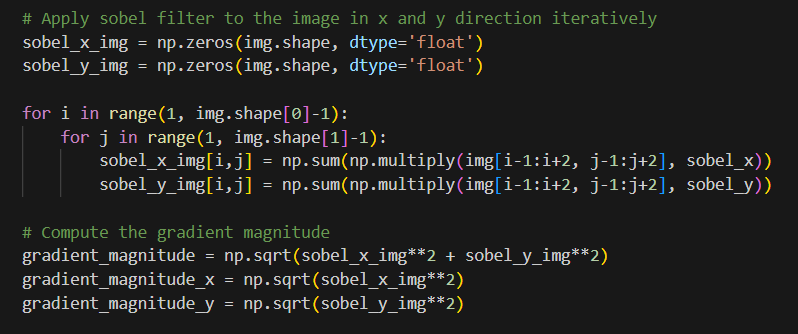 # Apply sobel filter to the image in x and y direction iteratively
sobel_x_img = np.zeros(img.shape, dtype='float')
sobel_y_img = np.zeros(img.shape, dtype='float')

for i in range(1, img.shape[0]-1):
    for j in range(1, img.shape[1]-1):
        sobel_x_img[i,j] = np.sum(np.multiply(img[i-1:i+2, j-1:j+2], sobel_x))
        sobel_y_img[i,j] = np.sum(np.multiply(img[i-1:i+2, j-1:j+2], sobel_y))

# Compute the gradient magnitude
gradient_magnitude = np.sqrt(sobel_x_img**2 + sobel_y_img**2)
gradient_magnitude_x = np.sqrt(sobel_x_img**2)
gradient_magnitude_y = np.sqrt(sobel_y_img**2)